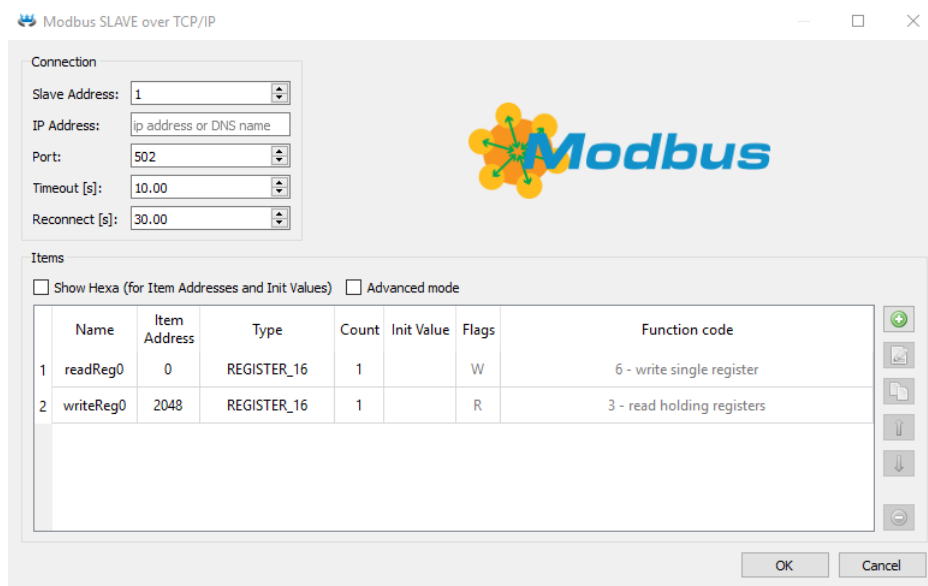 Modbus SLAVE over TCP/IP
Connection
Slave Address: 1
IP Address: ip address or DNS name
Port: 502
Timeout [s]: 10.00
Reconnect [s]: 30.00
Modbus
Items
Show Hexa (for Item Addresses and Init Values) Advanced mode
Name Item Address Type Count Init Value Flags Function code
1 readReg0 0 REGISTER_16 1 W 6 - write single register
2 writeReg0 2048 REGISTER_16 1 R 3 - read holding registers
OK Cancel